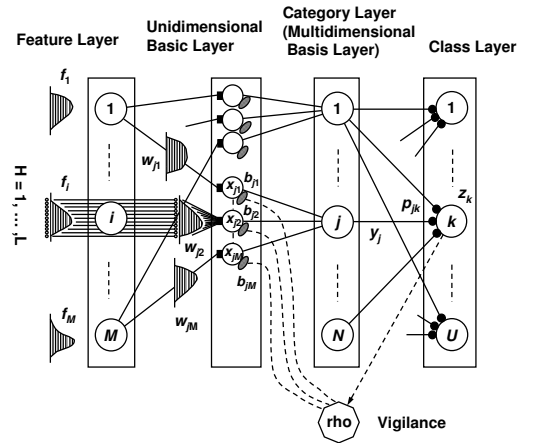 Feature Layer
Unidimensional
Basic Layer
Category Layer
(Multidimensional
Basis Layer)
Class Layer
f1
1
1
1
wj1
xj1
bj1
H = 1, ..., L
fi
i
xj2
bj2
j
yj
pjk
zk
k
wj2
xjM
bjM
wjM
fM
M
N
U
rho
Vigilance